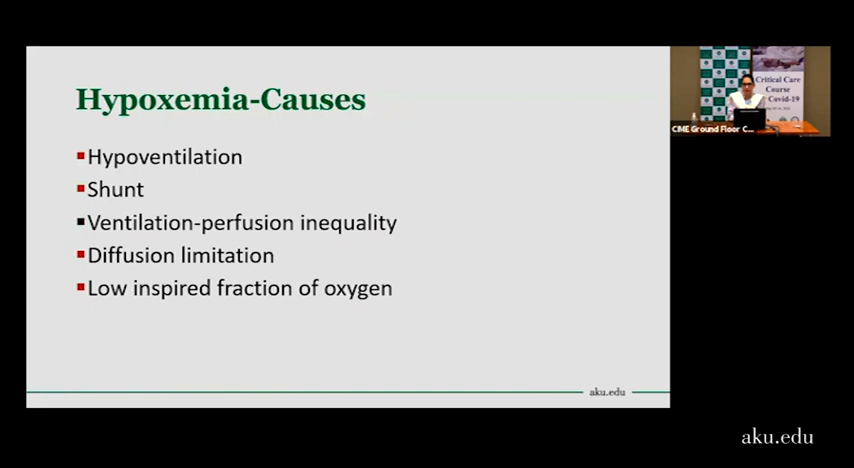 Hypoxemia-Causes
Hypoventilation
Shunt
Ventilation-perfusion inequality
Diffusion limitation
Low inspired fraction of oxygen
aku.edu
Critical Care
Course
Covid-19
CIME Ground Floor C...
aku.edu